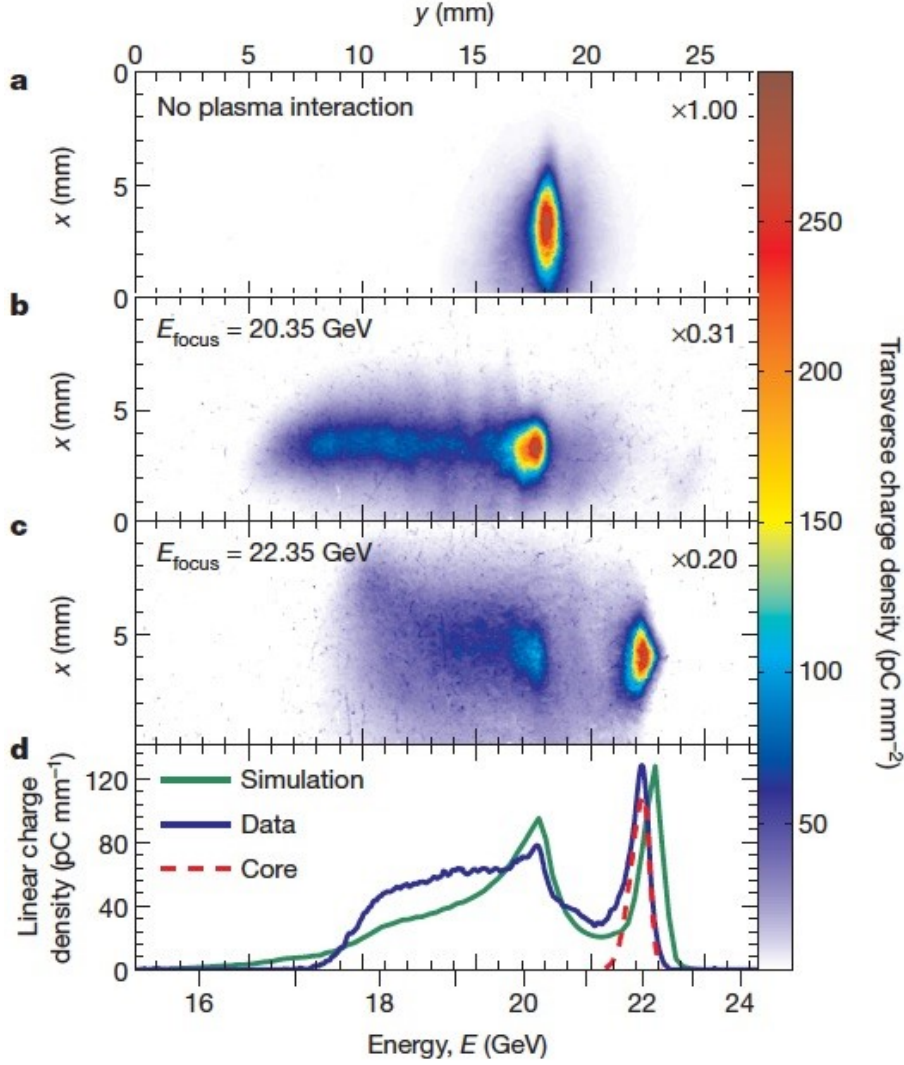 y (mm)
0 5 10 15 20 25
a
0
No plasma interaction
×1.00
5
x (mm)
b
0
E_focus = 20.35 GeV
×0.31
5
x (mm)
c
0
E_focus = 22.35 GeV
×0.20
5
x (mm)
250
200
150
100
50
Transverse charge density (pC mm⁻²)
d
120
80
40
0
Linear charge
density (pC mm⁻¹)
Simulation
Data
Core
16 18 20 22 24
Energy, E (GeV)